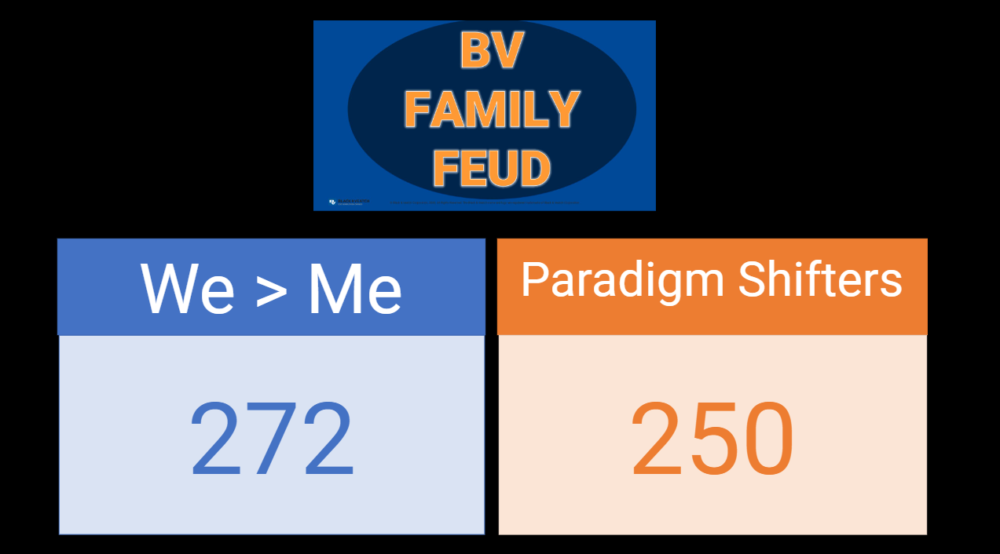 BV
FAMILY
FEUD
We > Me
Paradigm Shifters
272
250